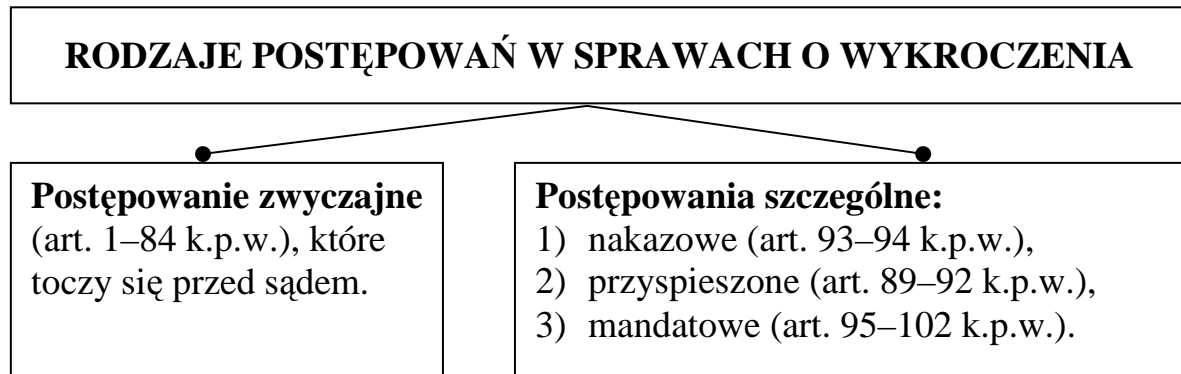 RODZAJE POSTĘPOWAŃ W SPRAWACH O WYKROCZENIA
Postępowanie zwyczajne
(art. 1–84 k.p.w.), które
toczy się przed sądem.
Postępowania szczególne:
1) nakazowe (art. 93–94 k.p.w.),
2) przyspieszone (art. 89–92 k.p.w.),
3) mandatowe (art. 95–102 k.p.w.).